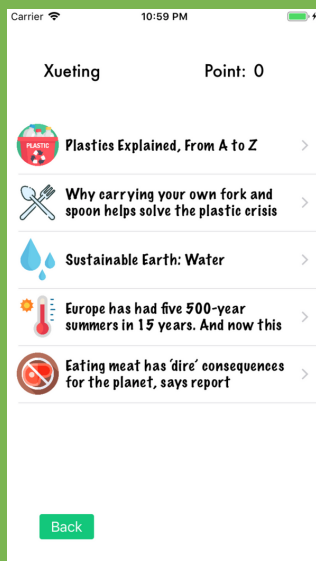 Carrier 10:59 PM
Xueting Point: 0
PLASTIC
Plastics Explained, From A to Z
Why carrying your own fork and
spoon helps solve the plastic crisis
Sustainable Earth: Water
Europe has had five 500-year
summers in 15 years. And now this
Eating meat has ‘dire’ consequences
for the planet, says report
Back